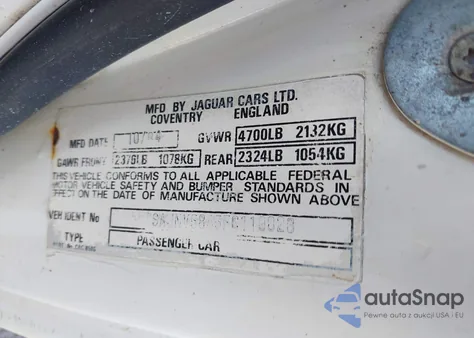 MFD BY JAGUAR CARS LTD.
COVENTRY ENGLAND
MFD DATE GVWR 4700LB 2132KG
GAWR FRONT 2376LB 1078KG REAR 2324LB 1054KG
THIS VEHICLE CONFORMS TO ALL APPLICABLE FEDERAL
MOTOR VEHICLE SAFETY AND BUMPER STANDARDS IN
EFFECT ON THE DATE OF MANUFACTURE SHOWN ABOVE
VEH IDENT No
TYPE PASSENGER CAR
autoSnap
Pewne auta z aukcji USA i EU